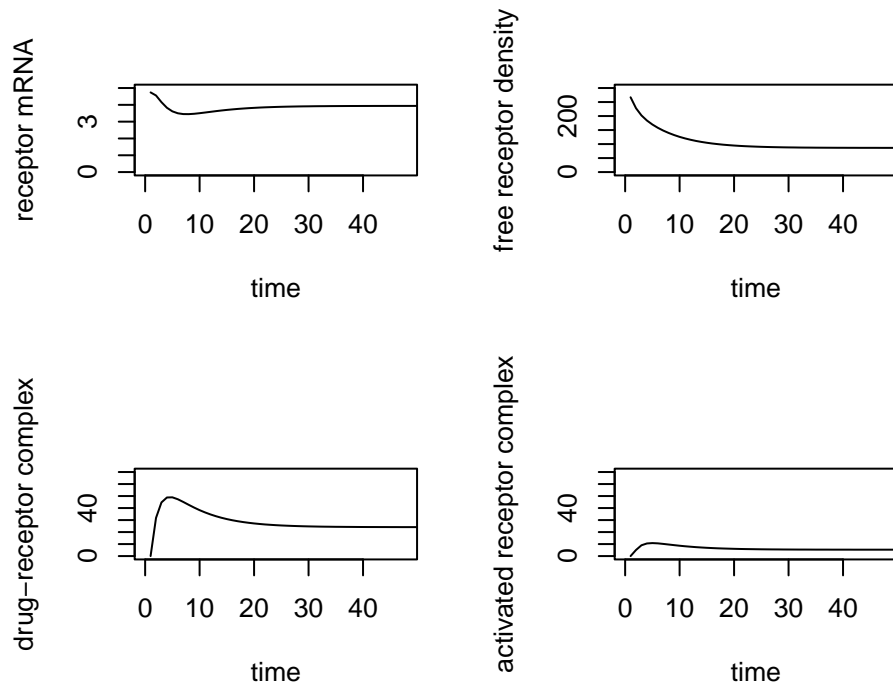 receptor mRNA
0 3
0 10 20 30 40
time
free receptor density
0 200
0 10 20 30 40
time
drug−receptor complex
0 40
0 10 20 30 40
time
activated receptor complex
0 40
0 10 20 30 40
time